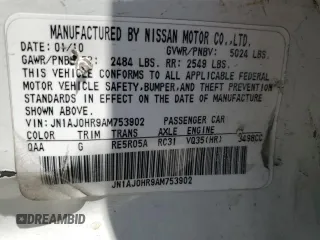 MANUFACTURED BY NISSAN MOTOR CO.,LTD.
DATE: 01/10 GVWR/PNBV: 5024 LBS.
GAWR/PNBE FR: 2484 LBS. RR: 2549 LBS.
THIS VEHICLE CONFORMS TO ALL APPLICABLE FEDERAL
MOTOR VEHICLE SAFETY,BUMPER,AND THEFT PREVENTION
STANDARDS IN EFFECT ON THE DATE OF MANUFACTURE
SHOWN ABOVE.
VIN: JN1AJ0HR9AM753902 PASSENGER CAR
COLOR TRIM TRANS. AXLE ENGINE
QAA G RE5R05A RC31 VQ35(HR) 3498CC
JN1AJ0HR9AM753902